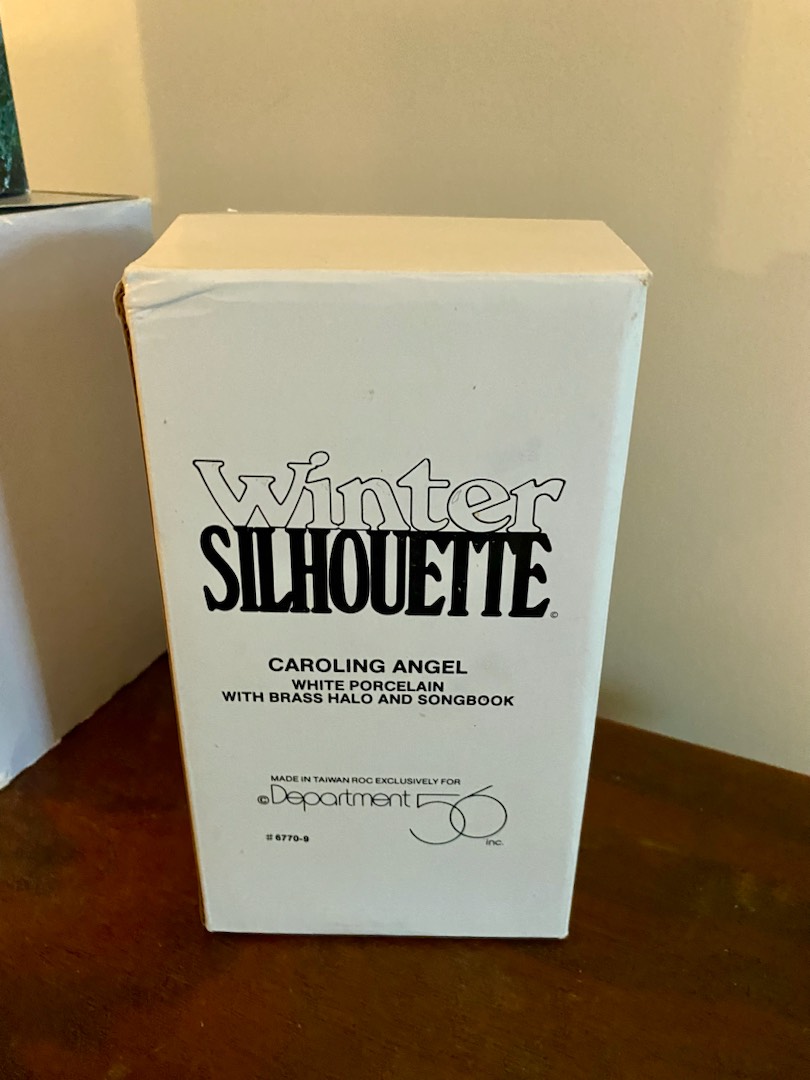 Winter
SILHOUETTE©
CAROLING ANGEL
WHITE PORCELAIN
WITH BRASS HALO AND SONGBOOK
MADE IN TAIWAN ROC EXCLUSIVELY FOR
©Department 56
inc.
#6770-9